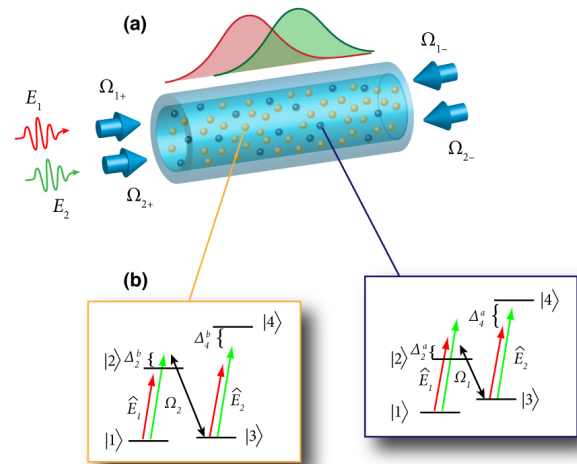 (a)
Ω₁₋
E₁
Ω₁₊
Ω₂₋
E₂
Ω₂₊
(b)
|4⟩
|4⟩
Δ₄ᵇ
Δ₄ᵃ
|2⟩
Δ₂ᵇ
|2⟩
Δ₂ᵃ
Ê₁
Ω₂
Ê₂
Ê₁
Ω₁
Ê₂
|1⟩
|3⟩
|1⟩
|3⟩